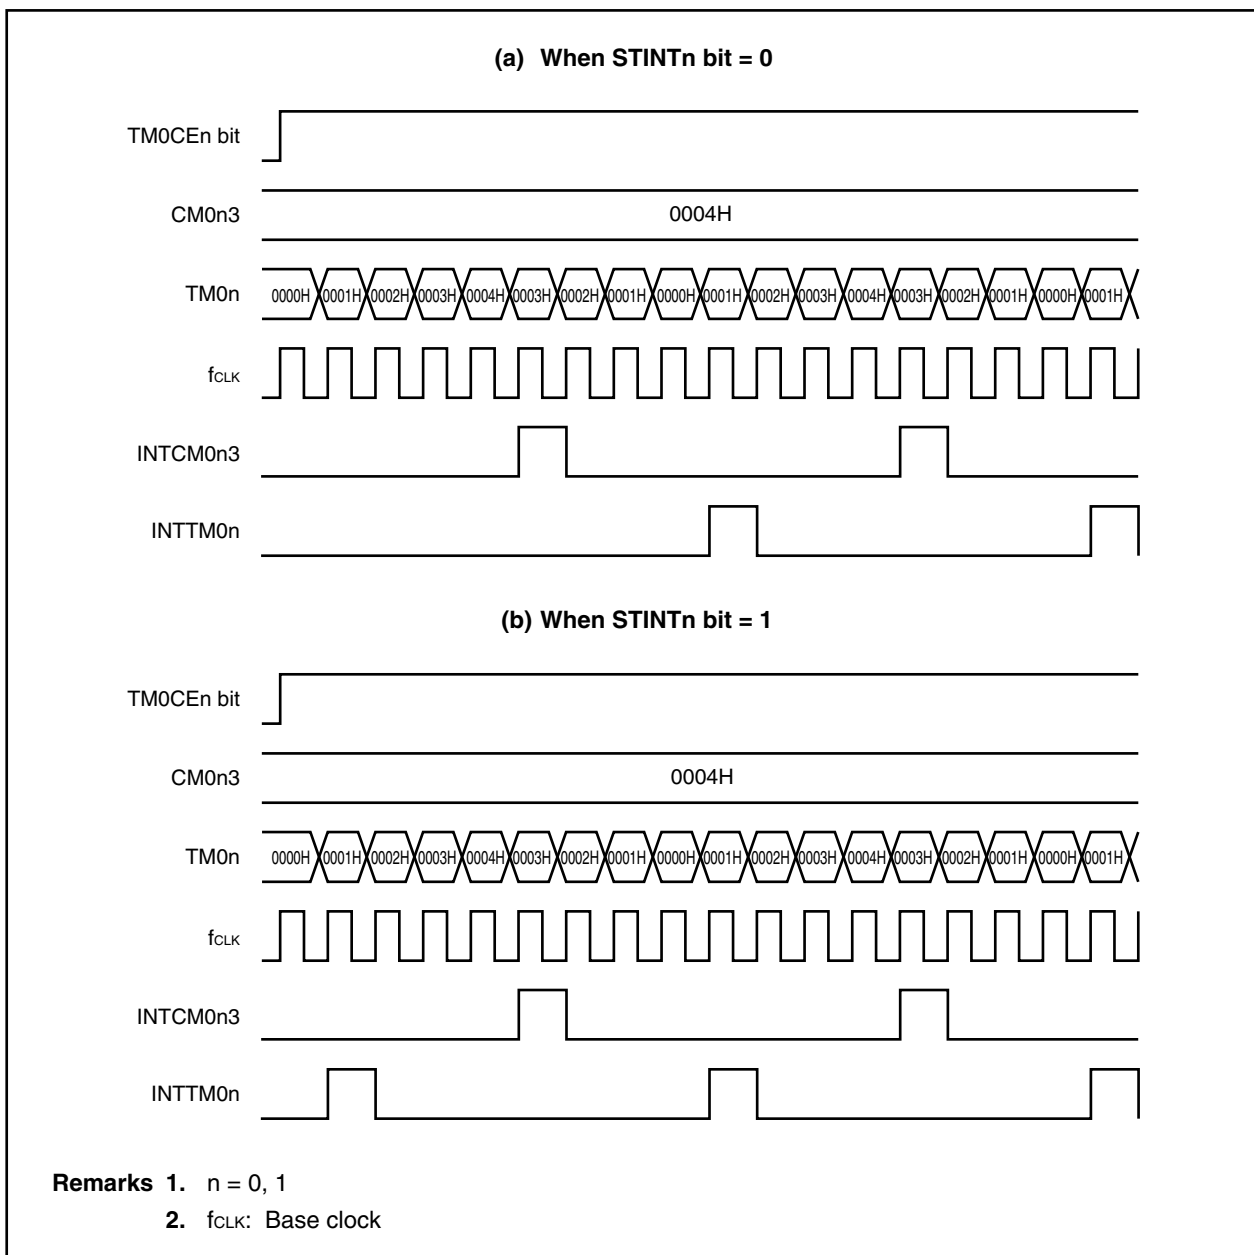 (a) When STINTn bit = 0
TM0CEn bit
CM0n3
0004H
TM0n
0000H 0001H 0002H 0003H 0004H 0003H 0002H 0001H 0000H 0001H 0002H 0003H 0004H 0003H 0002H 0001H 0000H 0001H
fCLK
INTCM0n3
INTTM0n
(b) When STINTn bit = 1
TM0CEn bit
CM0n3
0004H
TM0n
0000H 0001H 0002H 0003H 0004H 0003H 0002H 0001H 0000H 0001H 0002H 0003H 0004H 0003H 0002H 0001H 0000H 0001H
fCLK
INTCM0n3
INTTM0n
Remarks 1. n = 0, 1
2. fCLK: Base clock